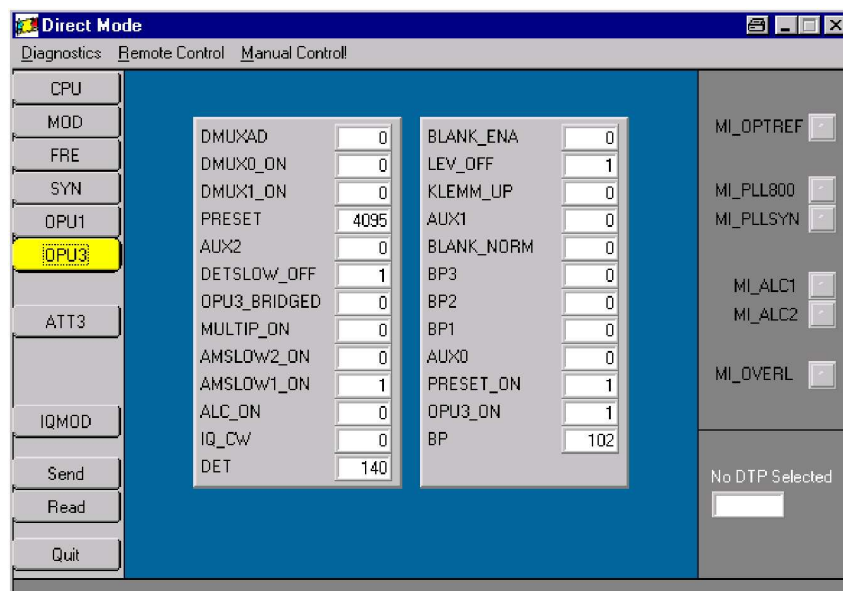 Direct Mode
Diagnostics Remote Control Manual Control!
CPU
MOD
FRE
SYN
OPU1
OPU3
ATT3
IQMOD
Send
Read
Quit
DMUXAD 0
DMUX0_ON 0
DMUX1_ON 0
PRESET 4095
AUX2 0
DETSLOW_OFF 1
OPU3_BRIDGED 0
MULTIP_ON 0
AMSLOW2_ON 0
AMSLOW1_ON 1
ALC_ON 0
IQ_CW 0
DET 140
BLANK_ENA 0
LEV_OFF 1
KLEMM_UP 0
AUX1 0
BLANK_NORM 0
BP3 0
BP2 0
BP1 0
AUX0 0
PRESET_ON 1
OPU3_ON 1
BP 102
MI_OPTREF
MI_PLL800
MI_PLLSYN
MI_ALC1
MI_ALC2
MI_OVERL
No DTP Selected